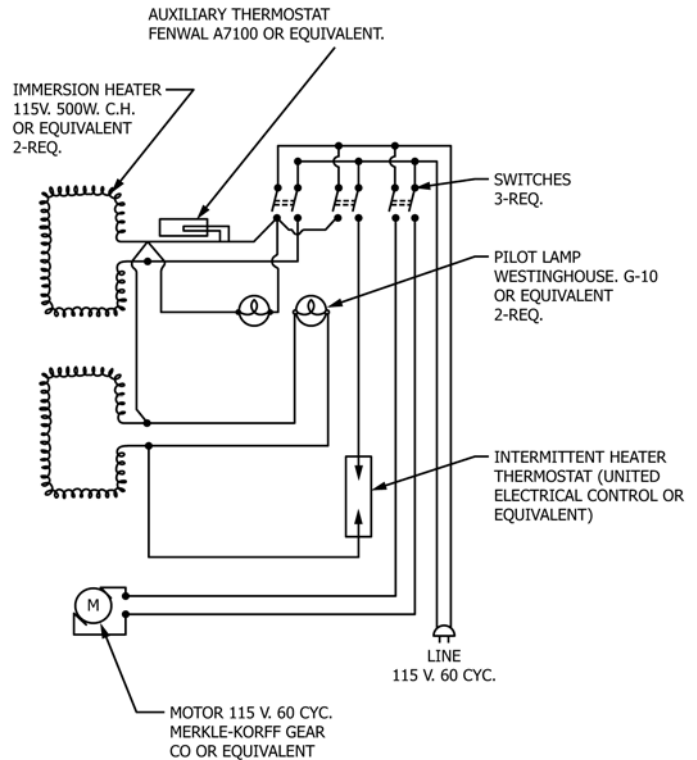 AUXILIARY THERMOSTAT
FENWAL A7100 OR EQUIVALENT.
IMMERSION HEATER
115V. 500W. C.H.
OR EQUIVALENT
2-REQ.
SWITCHES
3-REQ.
PILOT LAMP
WESTINGHOUSE. G-10
OR EQUIVALENT
2-REQ.
INTERMITTENT HEATER
THERMOSTAT (UNITED
ELECTRICAL CONTROL OR
EQUIVALENT)
M
LINE
115 V. 60 CYC.
MOTOR 115 V. 60 CYC.
MERKLE-KORFF GEAR
CO OR EQUIVALENT